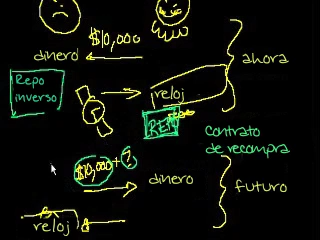 $10,000
dinero
ahora
Repo
inverso
reloj
REPO
contrato
de recompra
$10,000 + ?
dinero
futuro
reloj